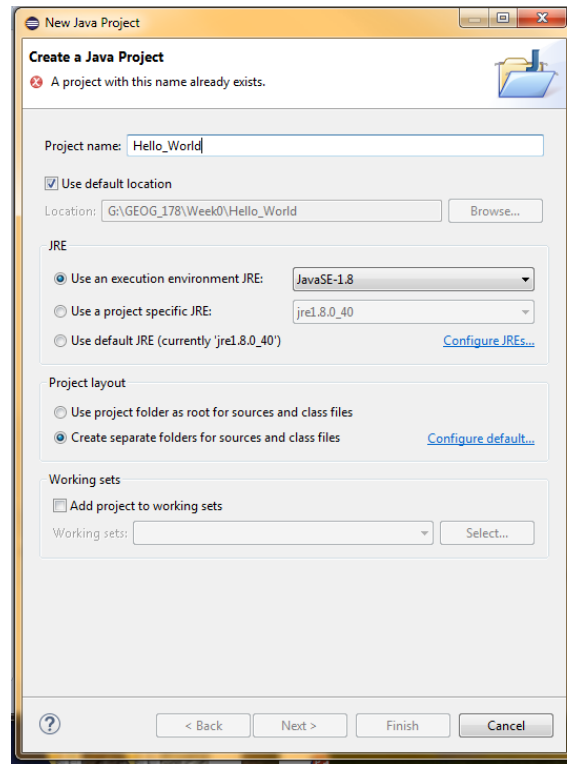 New Java Project
Create a Java Project
A project with this name already exists.
Project name: Hello_World
Use default location
Location: G:\GEOG_178\Week0\Hello_World Browse...
JRE
Use an execution environment JRE: JavaSE-1.8
Use a project specific JRE: jre1.8.0_40
Use default JRE (currently 'jre1.8.0_40') Configure JREs...
Project layout
Use project folder as root for sources and class files
Create separate folders for sources and class files Configure default...
Working sets
Add project to working sets
Working sets: Select...
? < Back Next > Finish Cancel